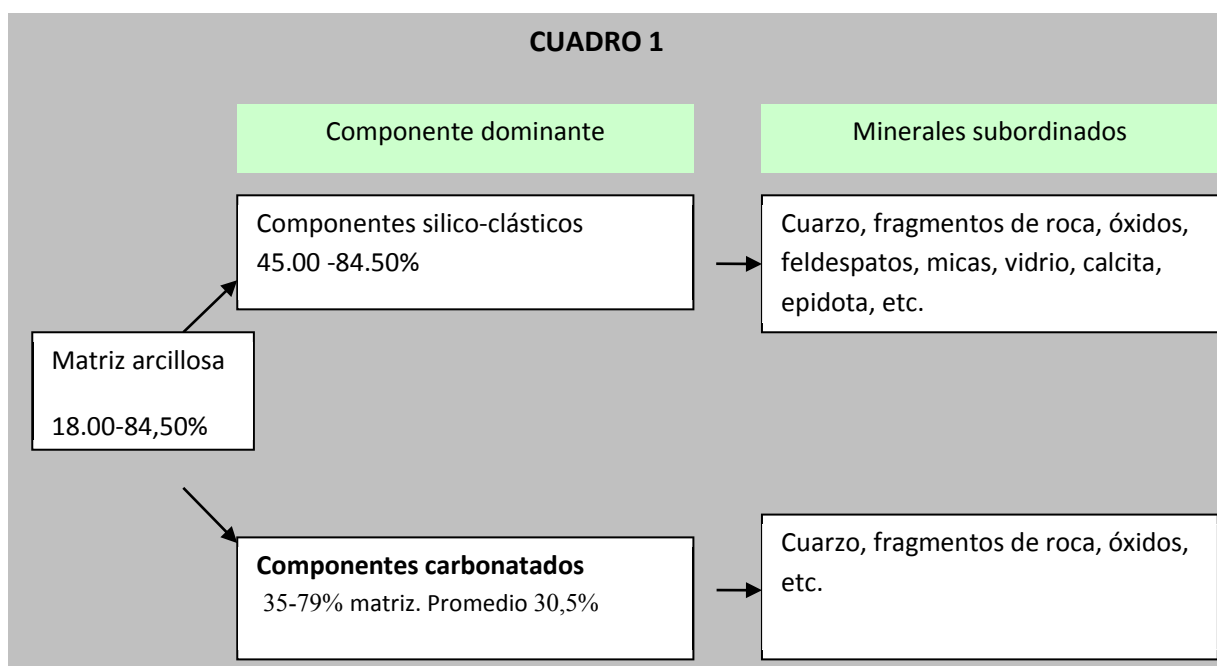 CUADRO 1
Componente dominante
Minerales subordinados
Componentes silico-clásticos
45.00 -84.50%
Cuarzo, fragmentos de roca, óxidos,
feldespatos, micas, vidrio, calcita,
epidota, etc.
Matriz arcillosa
18.00-84,50%
Componentes carbonatados
35-79% matriz. Promedio 30,5%
Cuarzo, fragmentos de roca, óxidos,
etc.